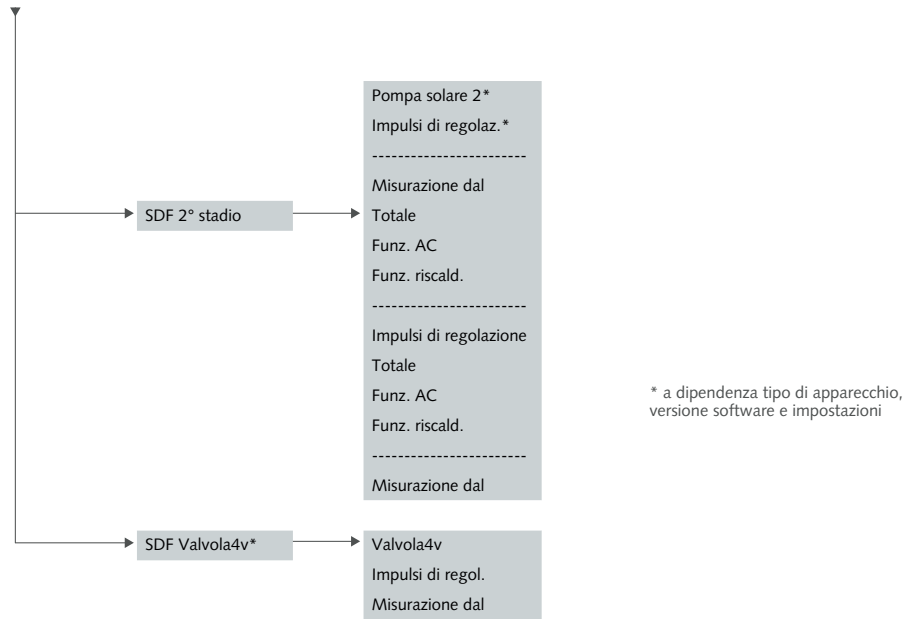 Pompa solare 2*
Impulsi di regolaz.*
------------------------
Misurazione dal
SDF 2° stadio
Totale
Funz. AC
Funz. riscald.
------------------------
Impulsi di regolazione
Totale
Funz. AC
Funz. riscald.
------------------------
Misurazione dal
* a dipendenza tipo di apparecchio,
versione software e impostazioni
SDF Valvola4v*
Valvola4v
Impulsi di regol.
Misurazione dal